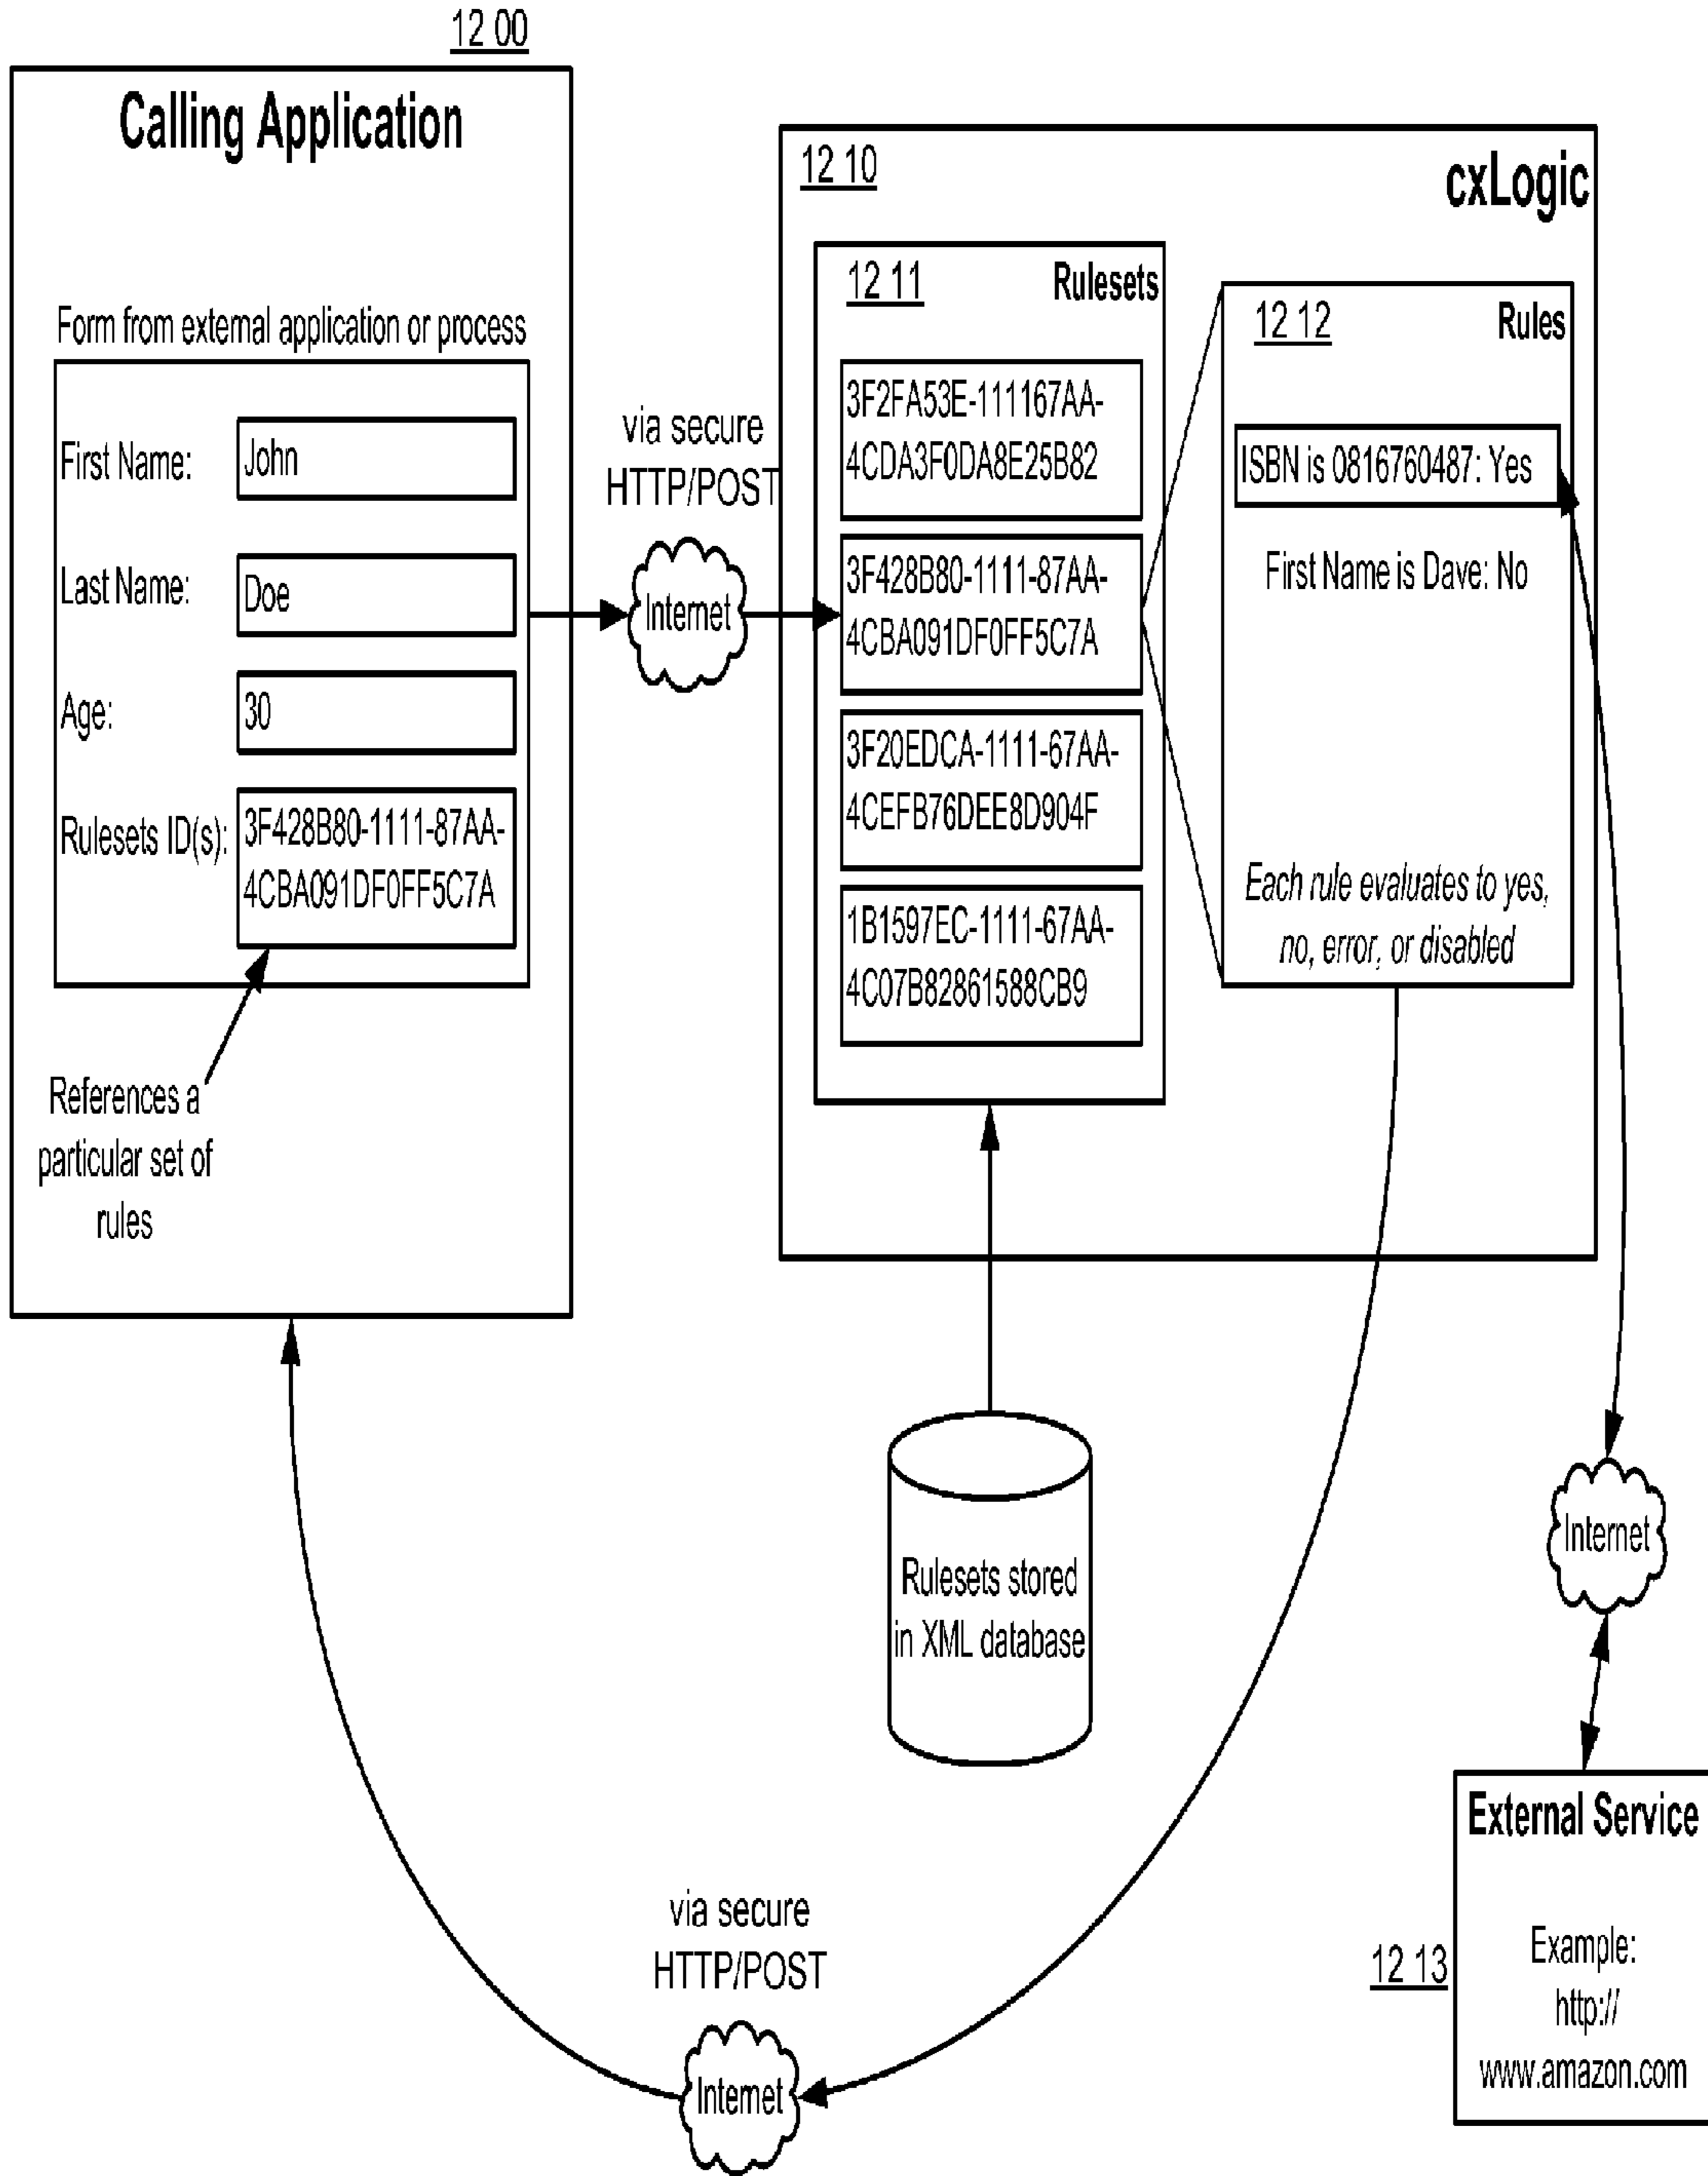 12 00
Calling Application
Form from external application or process
First Name:
John
Last Name:
Doe
Age:
30
Rulesets ID(s):
3F428B80-1111-87AA-
4CBA091DF0FF5C7A
References a
particular set of
rules
via secure
HTTP/POST
Internet
12 10
cxLogic
12 11
Rulesets
3F2FA53E-111167AA-
4CDA3F0DA8E25B82
3F428B80-1111-87AA-
4CBA091DF0FF5C7A
3F20EDCA-1111-67AA-
4CEFB76DEE8D904F
1B1597EC-1111-67AA-
4C07B82861588CB9
12 12
Rules
ISBN is 0816760487: Yes
First Name is Dave: No
Each rule evaluates to yes,
no, error, or disabled
Rulesets stored
in XML database
Internet
External Service
Example:
http://
www.amazon.com
12 13
via secure
HTTP/POST
Internet